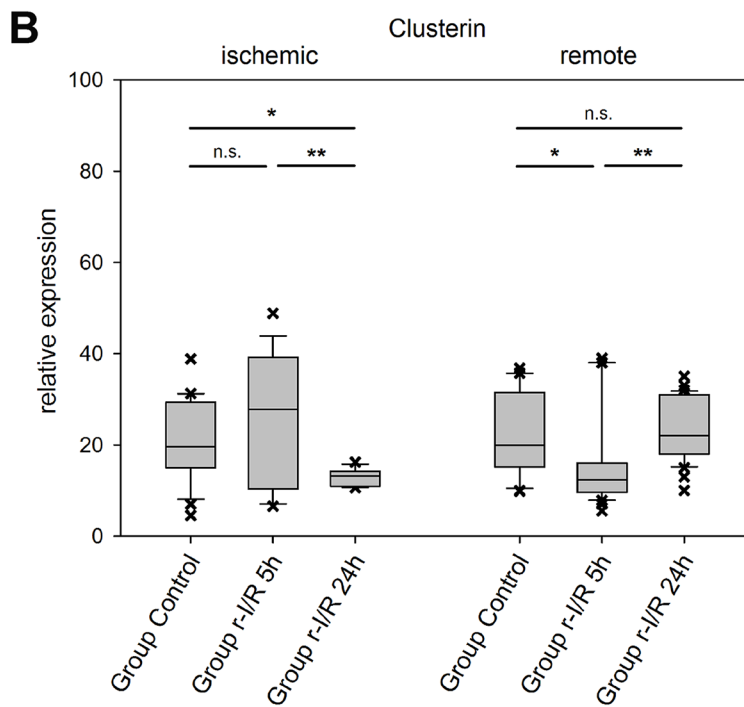 B
Clusterin
ischemic remote
100
80
60
40
20
0
relative expression
*
n.s. **
n.s.
* **
Group Control
Group r-I/R 5h
Group r-I/R 24h
Group Control
Group r-I/R 5h
Group r-I/R 24h